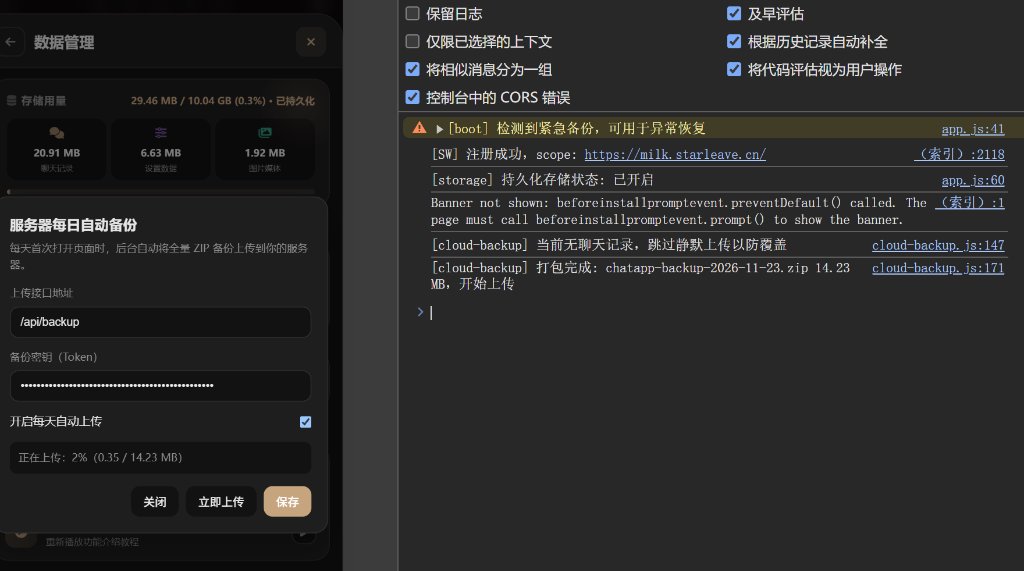 数据管理
存储用量
29.46 MB / 10.04 GB (0.3%) • 已持久化
20.91 MB
6.63 MB
1.92 MB
聊天记录
设置数据
图片媒体
服务器每日自动备份
每天首次打开页面时，后台自动将全量 ZIP 备份上传到你的服务
器。
上传接口地址
/api/backup
备份密钥（Token）
开启每天自动上传
正在上传：2%（0.35 / 14.23 MB）
关闭
立即上传
保存
重新播放功能介绍教程
保留日志
及早评估
仅限已选择的上下文
根据历史记录自动补全
将相似消息分为一组
将代码评估视为用户操作
控制台中的 CORS 错误
[boot] 检测到紧急备份，可用于异常恢复
app.js:41
[SW] 注册成功，scope: https://milk.starleave.cn/
（索引）:2118
[storage] 持久化存储状态: 已开启
app.js:60
Banner not shown: beforeinstallpromptevent.preventDefault() called. The
（索引）:1
page must call beforeinstallpromptevent.prompt() to show the banner.
[cloud-backup] 当前无聊天记录，跳过静默上传以防覆盖
cloud-backup.js:147
[cloud-backup] 打包完成: chatapp-backup-2026-11-23.zip 14.23
cloud-backup.js:171
MB，开始上传